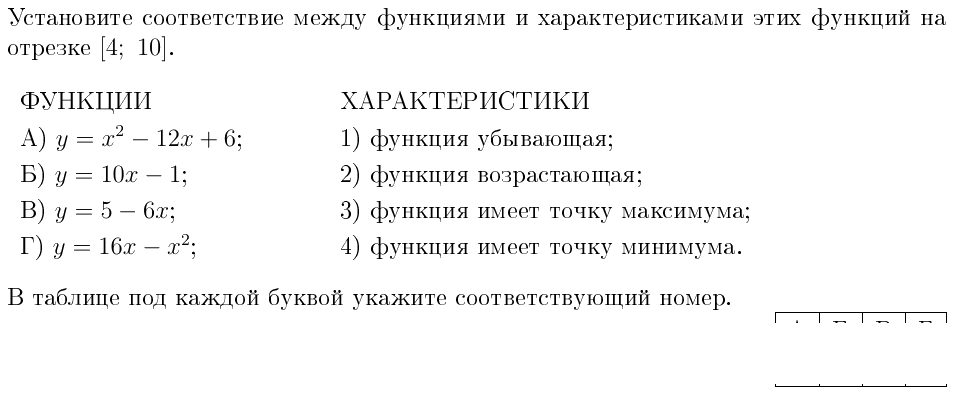 Установите соответствие между функциями и характеристиками этих функций на
отрезке [4; 10].
ФУНКЦИИ ХАРАКТЕРИСТИКИ
А) y = x² − 12x + 6; 1) функция убывающая;
Б) y = 10x − 1; 2) функция возрастающая;
В) y = 5 − 6x; 3) функция имеет точку максимума;
Г) y = 16x − x²; 4) функция имеет точку минимума.
В таблице под каждой буквой укажите соответствующий номер.